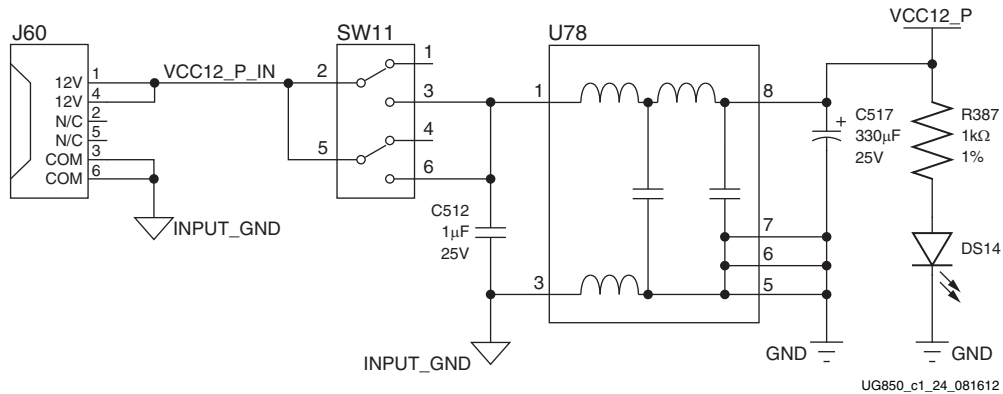 VCC12_P
J60
SW11
U78
12V 1
12V 4
N/C 2
N/C 5
COM 3
COM 6
VCC12_P_IN
INPUT_GND
2
5
1
3
4
6
C512
1µF
25V
INPUT_GND
1
3
8
7
6
5
C517
330µF
25V
+
GND
R387
1kΩ
1%
DS14
GND
UG850_c1_24_081612